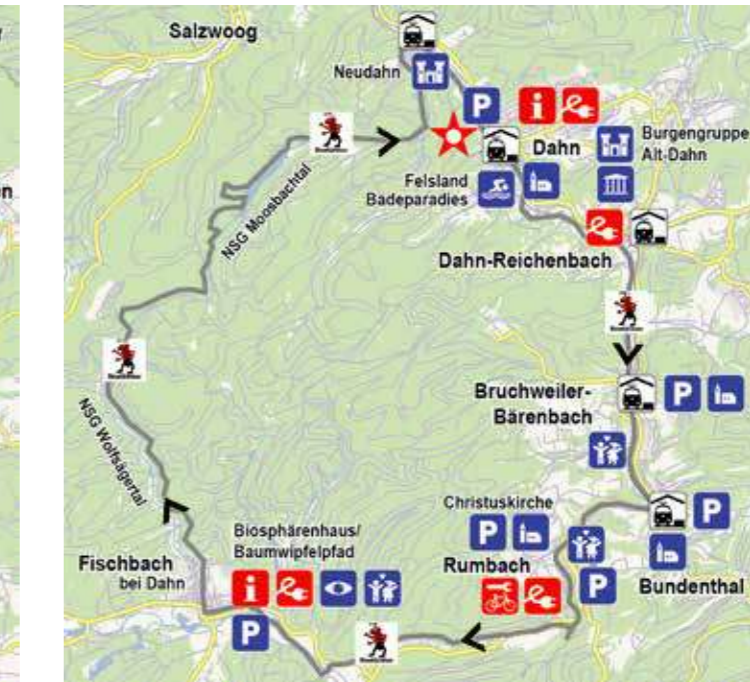 Salzwoog
Neudahn
P
i
Burgengruppe
Alt-Dahn
Dahn
Felsland
Badeparadies
NSG Moosbachtal
Dahn-Reichenbach
Bruchweiler-
Bärenbach
P
NSG Wolfsägertal
Christuskirche
P
P
Biosphärenhaus/
Baumwipfelpfad
Rumbach
P
Bundenthal
Fischbach
bei Dahn
i
P